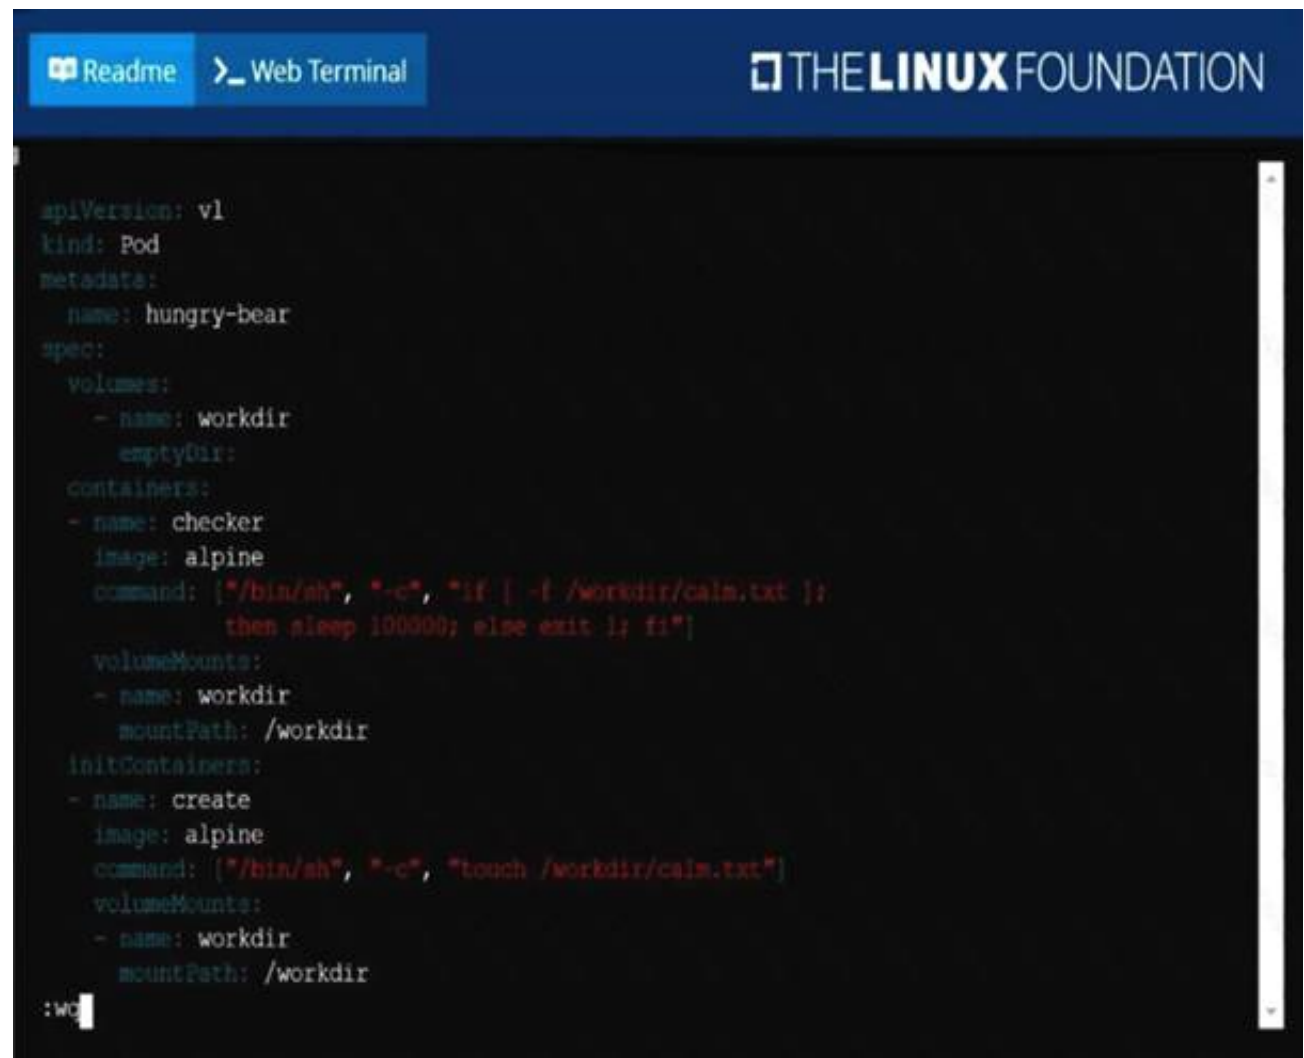 Readme >_ Web Terminal THE LINUX FOUNDATION
apiVersion: v1
kind: Pod
metadata:
  name: hungry-bear
spec:
  volumes:
    - name: workdir
      emptyDir:
  containers:
  - name: checker
    image: alpine
    command: ["/bin/sh", "-c", "if [ -f /workdir/calm.txt ];
              then sleep 100000; else exit 1; fi"]
    volumeMounts:
    - name: workdir
      mountPath: /workdir
  initContainers:
  - name: create
    image: alpine
    command: ["/bin/sh", "-c", "touch /workdir/calm.txt"]
    volumeMounts:
    - name: workdir
      mountPath: /workdir
:wq